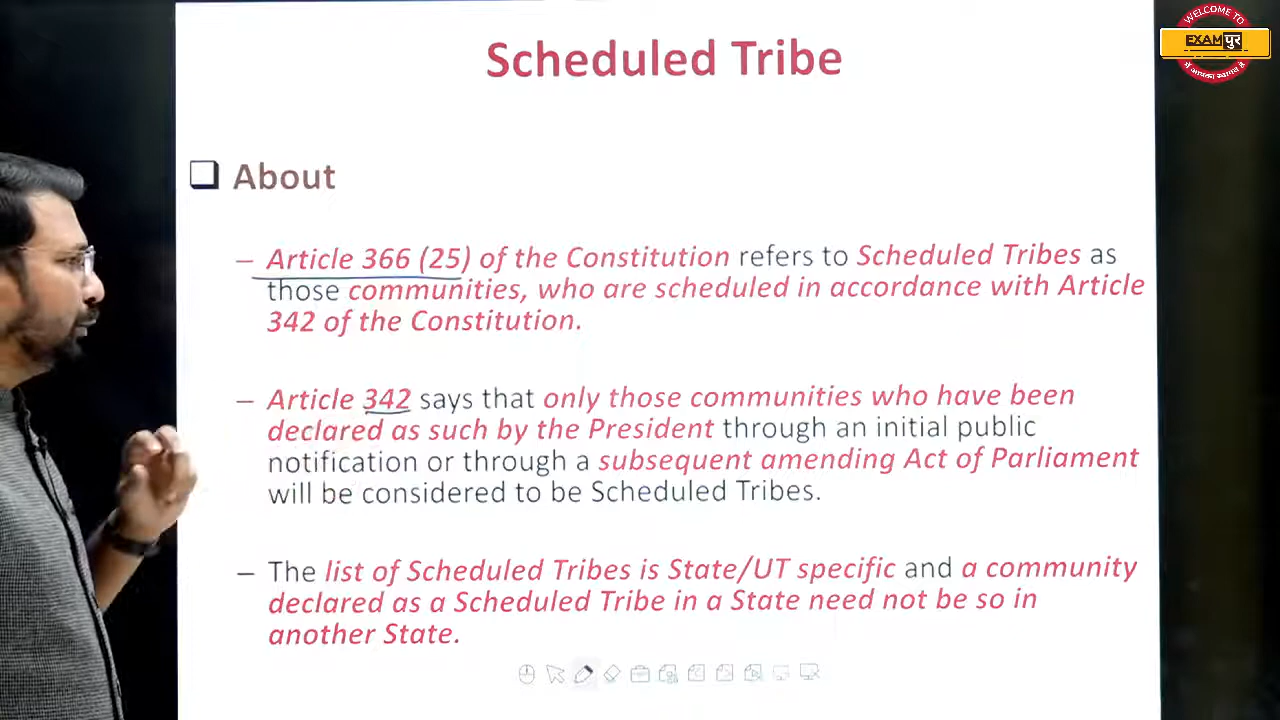 WELCOME TO
EXAMपुर
में आपका स्वागत है
Scheduled Tribe
About
– Article 366 (25) of the Constitution refers to Scheduled Tribes as
those communities, who are scheduled in accordance with Article
342 of the Constitution.
– Article 342 says that only those communities who have been
declared as such by the President through an initial public
notification or through a subsequent amending Act of Parliament
will be considered to be Scheduled Tribes.
– The list of Scheduled Tribes is State/UT specific and a community
declared as a Scheduled Tribe in a State need not be so in
another State.